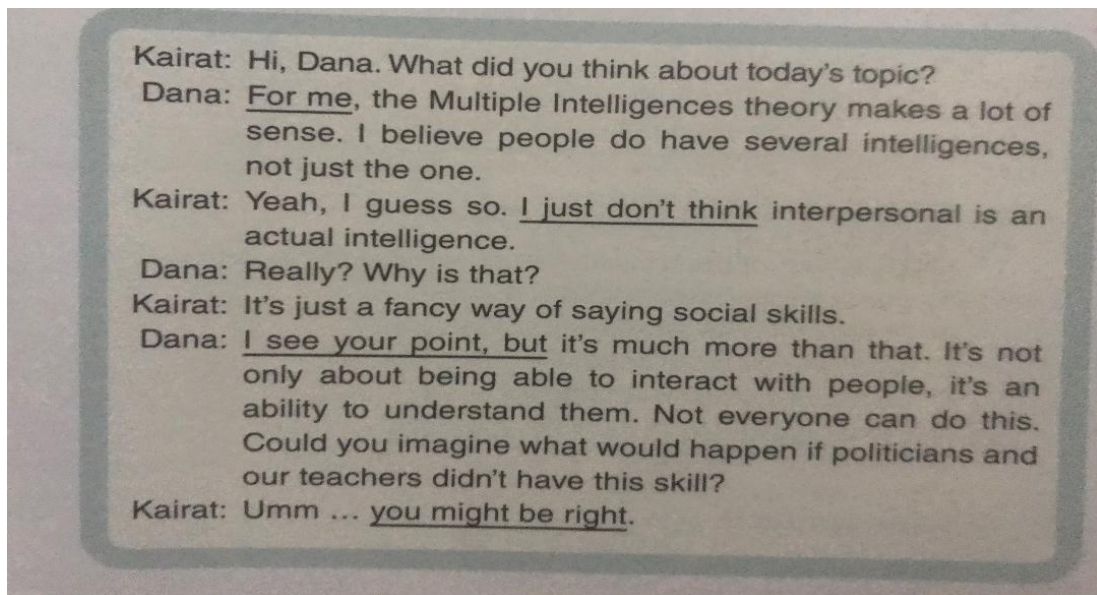 Kairat: Hi, Dana. What did you think about today's topic?
Dana: For me, the Multiple Intelligences theory makes a lot of
sense. I believe people do have several intelligences,
not just the one.
Kairat: Yeah, I guess so. I just don't think interpersonal is an
actual intelligence.
Dana: Really? Why is that?
Kairat: It's just a fancy way of saying social skills.
Dana: I see your point, but it's much more than that. It's not
only about being able to interact with people, it's an
ability to understand them. Not everyone can do this.
Could you imagine what would happen if politicians and
our teachers didn't have this skill?
Kairat: Umm ... you might be right.